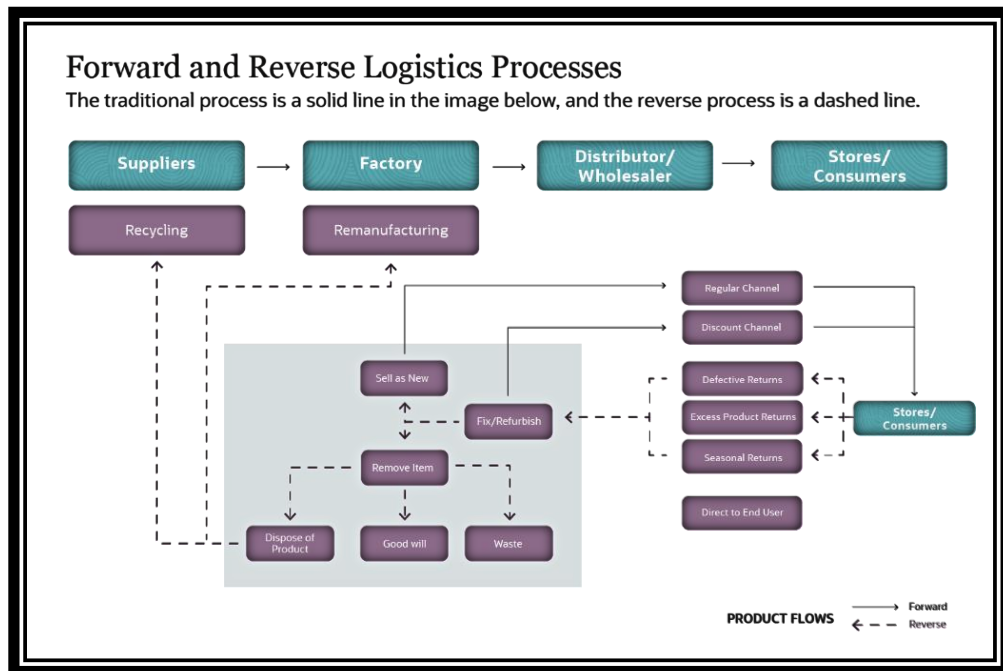 Forward and Reverse Logistics Processes
The traditional process is a solid line in the image below, and the reverse process is a dashed line.
Suppliers
Factory
Distributor/
Wholesaler
Stores/
Consumers
Recycling
Remanufacturing
Regular Channel
Discount Channel
Sell as New
Defective Returns
Fix/Refurbish
Excess Product Returns
Stores/
Consumers
Remove Item
Seasonal Returns
Direct to End User
Dispose of
Product
Good will
Waste
PRODUCT FLOWS
Forward
Reverse